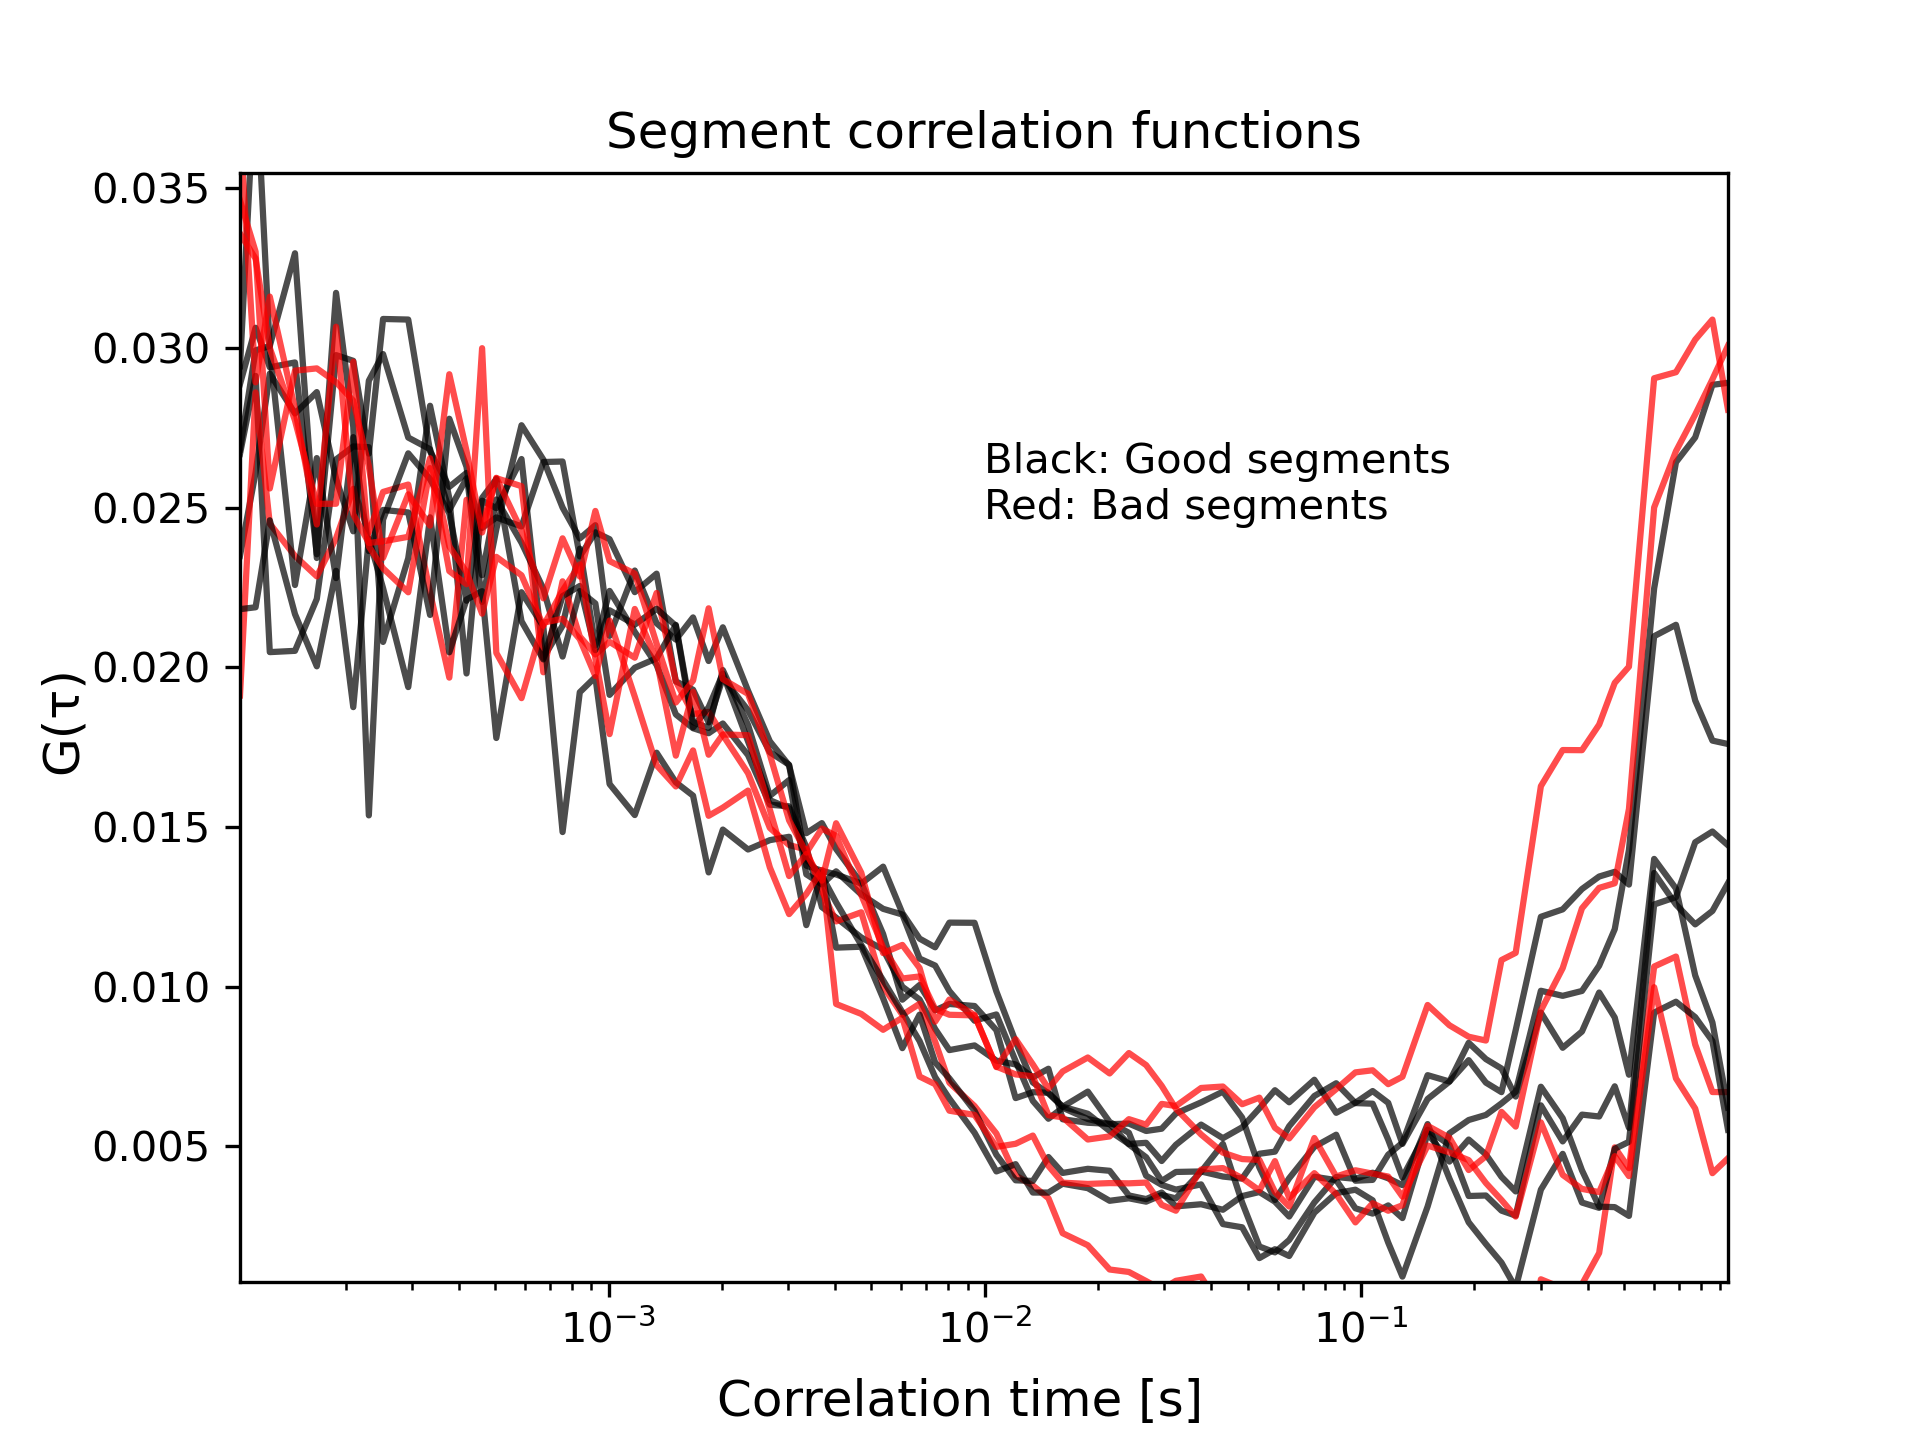 Segment correlation functions
0.035
0.030
0.025
0.020
0.015
0.010
0.005
G(τ)
Black: Good segments
Red: Bad segments
10⁻³ 10⁻² 10⁻¹
Correlation time [s]